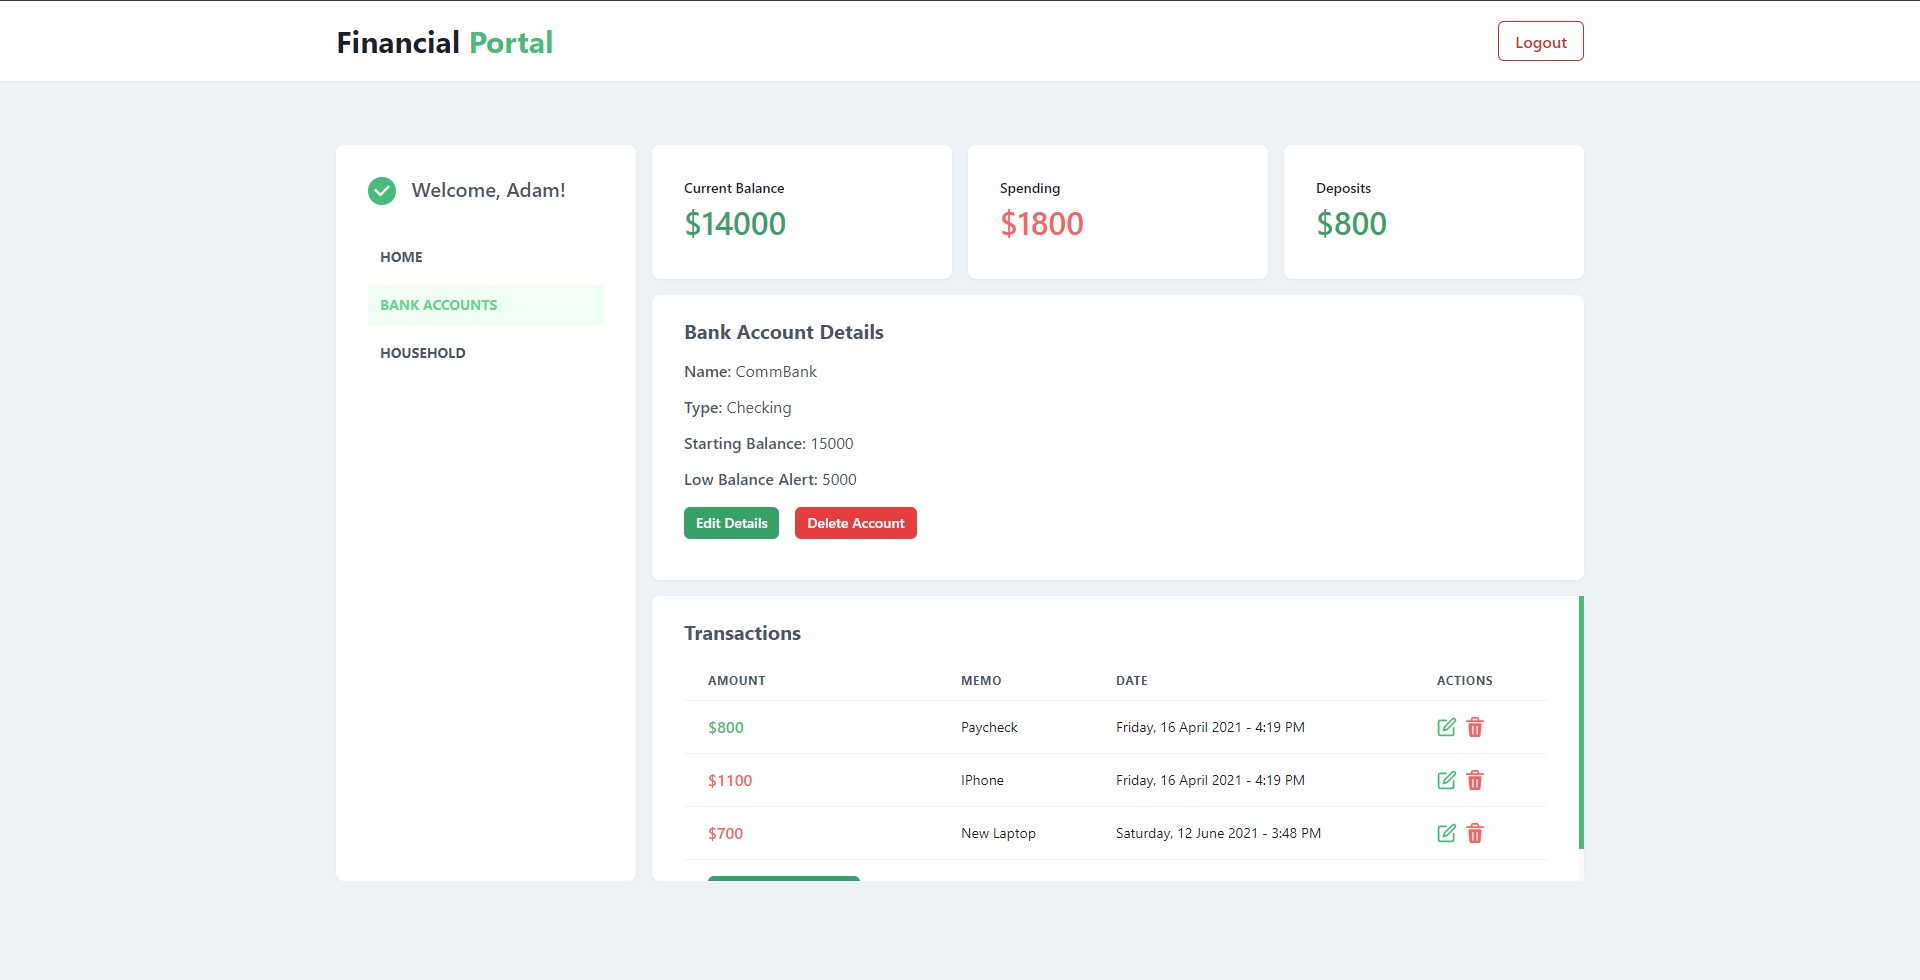 Financial Portal
Logout
Welcome, Adam!
HOME
BANK ACCOUNTS
HOUSEHOLD
Current Balance
$14000
Spending
$1800
Deposits
$800
Bank Account Details
Name: CommBank
Type: Checking
Starting Balance: 15000
Low Balance Alert: 5000
Edit Details Delete Account
Transactions
AMOUNT MEMO DATE ACTIONS
$800 Paycheck Friday, 16 April 2021 - 4:19 PM
$1100 IPhone Friday, 16 April 2021 - 4:19 PM
$700 New Laptop Saturday, 12 June 2021 - 3:48 PM